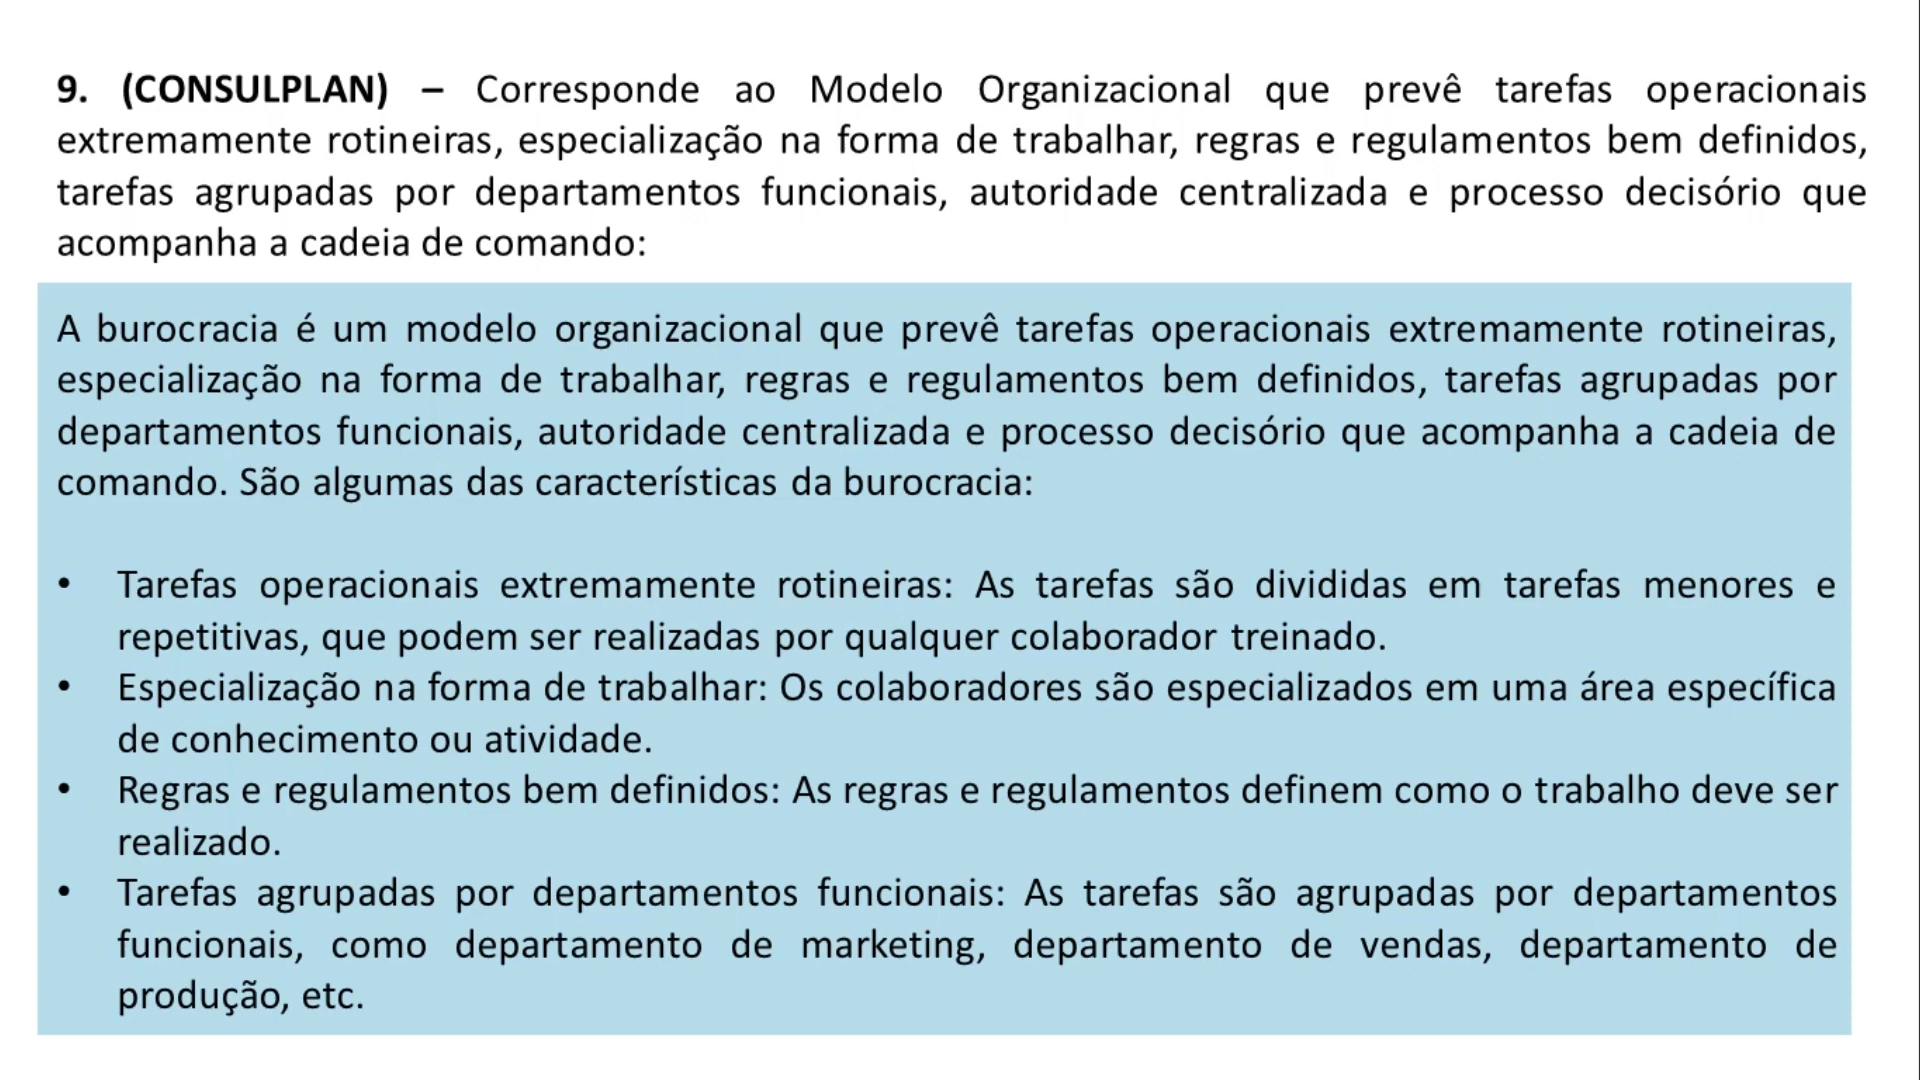 9. (CONSULPLAN) – Corresponde ao Modelo Organizacional que prevê tarefas operacionais
extremamente rotineiras, especialização na forma de trabalhar, regras e regulamentos bem definidos,
tarefas agrupadas por departamentos funcionais, autoridade centralizada e processo decisório que
acompanha a cadeia de comando:
A burocracia é um modelo organizacional que prevê tarefas operacionais extremamente rotineiras,
especialização na forma de trabalhar, regras e regulamentos bem definidos, tarefas agrupadas por
departamentos funcionais, autoridade centralizada e processo decisório que acompanha a cadeia de
comando. São algumas das características da burocracia:
• Tarefas operacionais extremamente rotineiras: As tarefas são divididas em tarefas menores e
repetitivas, que podem ser realizadas por qualquer colaborador treinado.
• Especialização na forma de trabalhar: Os colaboradores são especializados em uma área específica
de conhecimento ou atividade.
• Regras e regulamentos bem definidos: As regras e regulamentos definem como o trabalho deve ser
realizado.
• Tarefas agrupadas por departamentos funcionais: As tarefas são agrupadas por departamentos
funcionais, como departamento de marketing, departamento de vendas, departamento de
produção, etc.